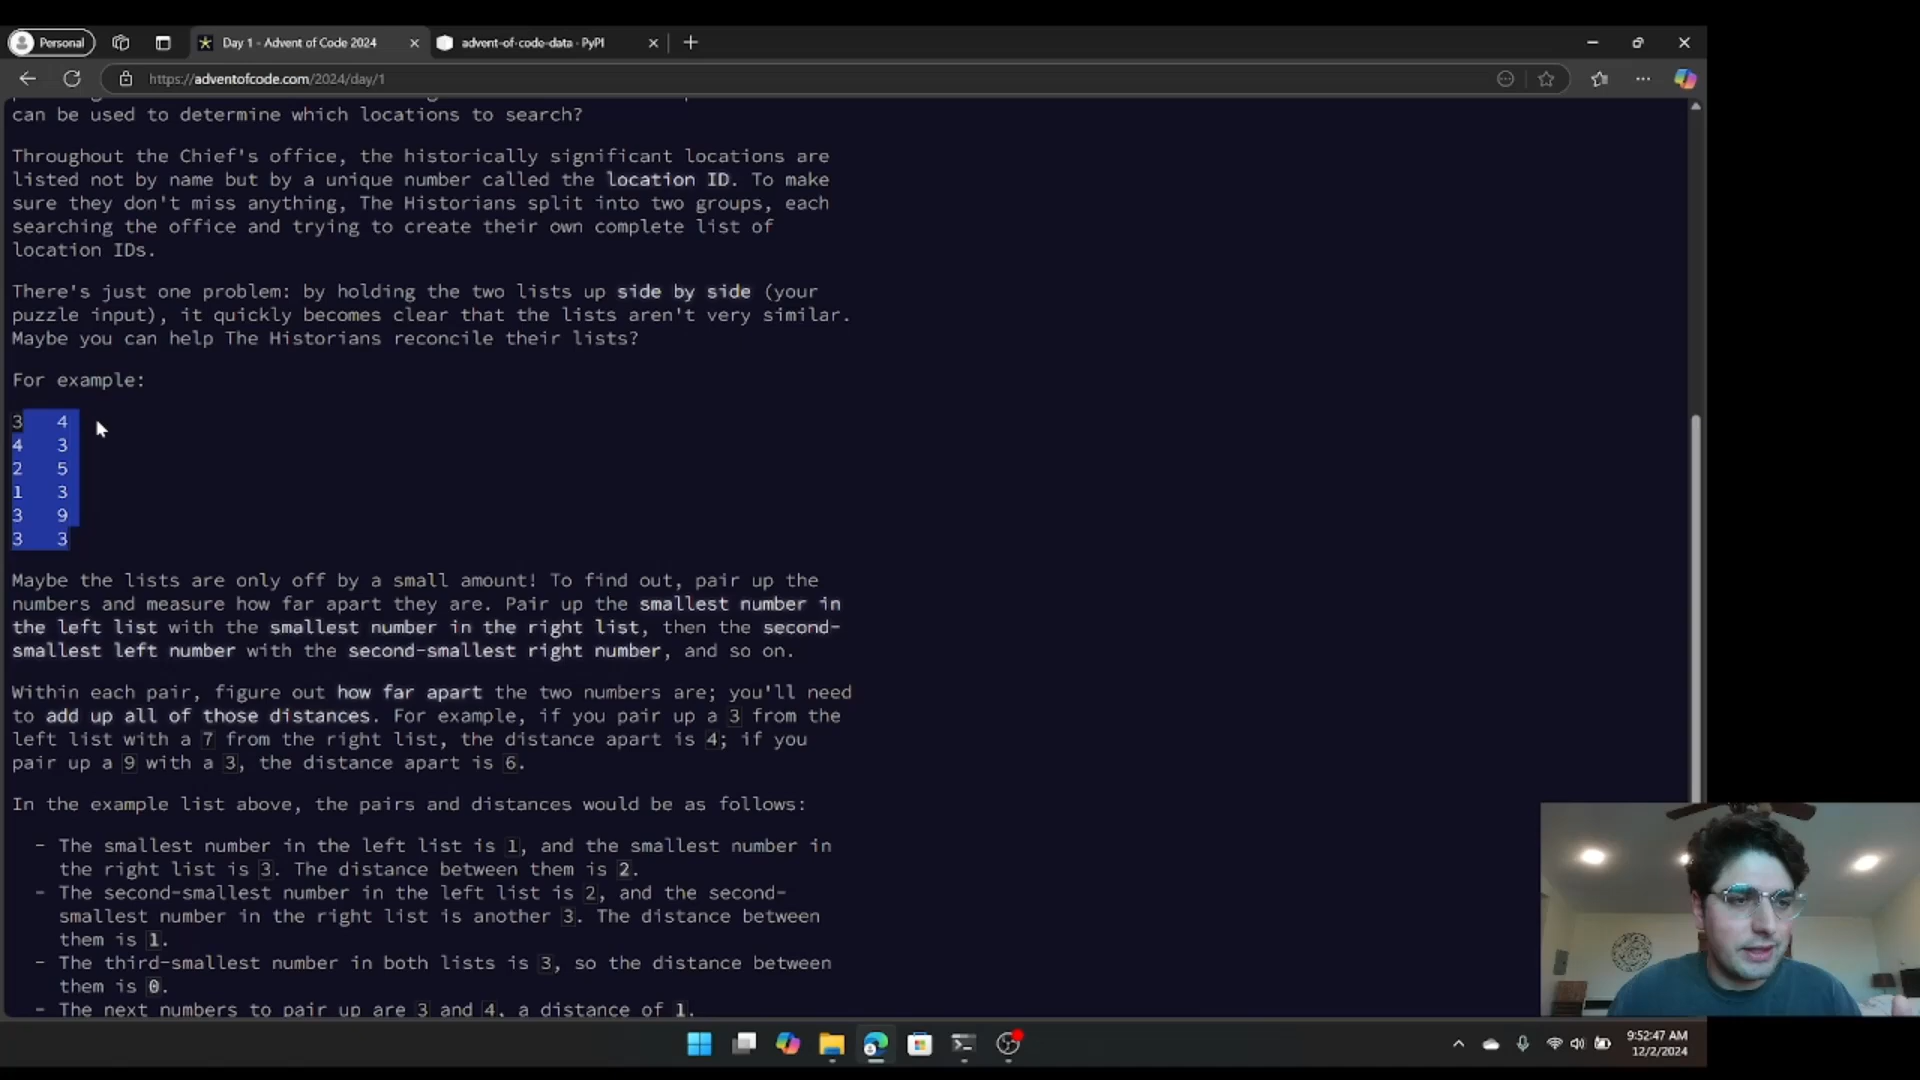 Personal
Day 1 - Advent of Code 2024
advent-of-code-data · PyPI
https://adventofcode.com/2024/day/1
can be used to determine which locations to search?
Throughout the Chief's office, the historically significant locations are
listed not by name but by a unique number called the location ID. To make
sure they don't miss anything, The Historians split into two groups, each
searching the office and trying to create their own complete list of
location IDs.
There's just one problem: by holding the two lists up side by side (your
puzzle input), it quickly becomes clear that the lists aren't very similar.
Maybe you can help The Historians reconcile their lists?
For example:
3 4
4 3
2 5
1 3
3 9
3 3
Maybe the lists are only off by a small amount! To find out, pair up the
numbers and measure how far apart they are. Pair up the smallest number in
the left list with the smallest number in the right list, then the second-
smallest left number with the second-smallest right number, and so on.
Within each pair, figure out how far apart the two numbers are; you'll need
to add up all of those distances. For example, if you pair up a 3 from the
left list with a 7 from the right list, the distance apart is 4; if you
pair up a 9 with a 3, the distance apart is 6.
In the example list above, the pairs and distances would be as follows:
- The smallest number in the left list is 1, and the smallest number in
the right list is 3. The distance between them is 2.
- The second-smallest number in the left list is 2, and the second-
smallest number in the right list is another 3. The distance between
them is 1.
- The third-smallest number in both lists is 3, so the distance between
them is 0.
- The next numbers to pair up are 3 and 4, a distance of 1.
9:52:47 AM
12/2/2024